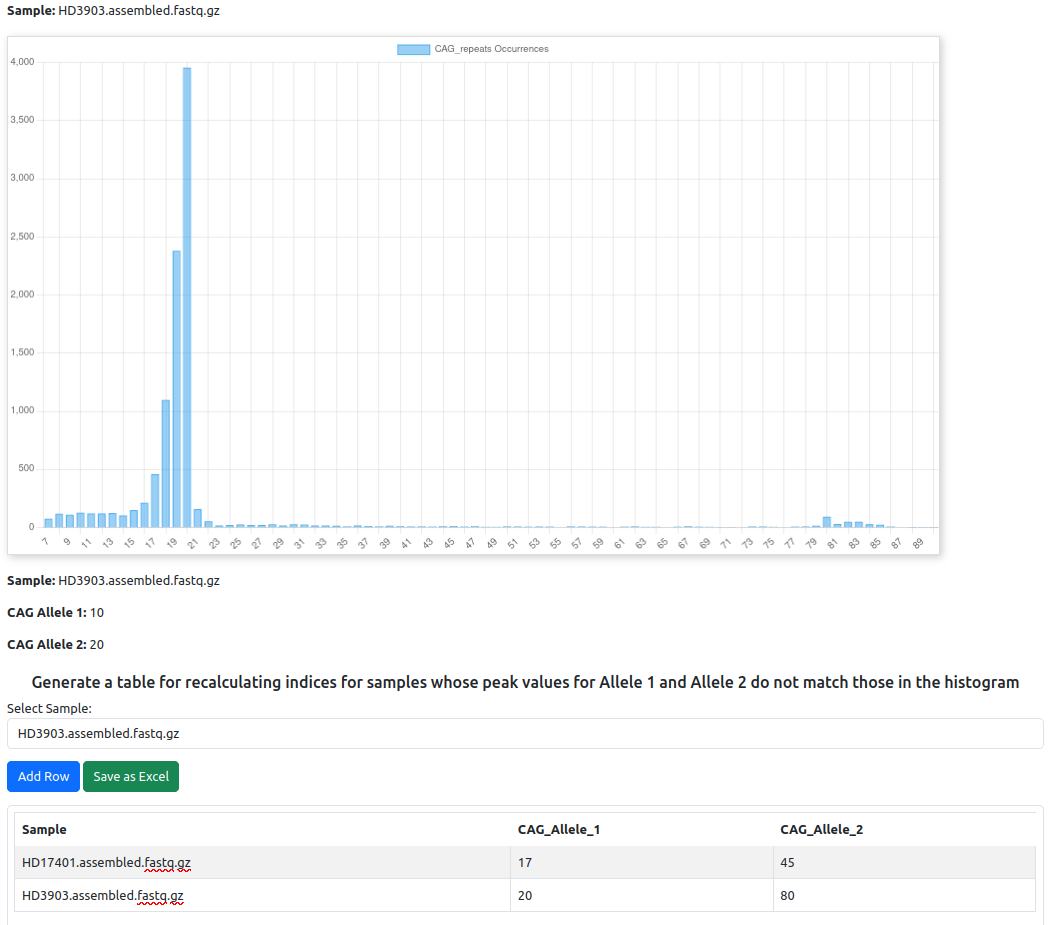 Sample: HD3903.assembled.fastq.gz
CAG_repeats Occurrences
4,000
3,500
3,000
2,500
2,000
1,500
1,000
500
0
7 9 11 13 15 17 19 21 23 25 27 29 31 33 35 37 39 41 43 45 47 49 51 53 55 57 59 61 63 65 67 69 71 73 75 77 79 81 83 85 87 89
Sample: HD3903.assembled.fastq.gz
CAG Allele 1: 10
CAG Allele 2: 20
Generate a table for recalculating indices for samples whose peak values for Allele 1 and Allele 2 do not match those in the histogram
Select Sample:
HD3903.assembled.fastq.gz
Add Row Save as Excel
Sample CAG_Allele_1 CAG_Allele_2
HD17401.assembled.fastq.gz 17 45
HD3903.assembled.fastq.gz 20 80